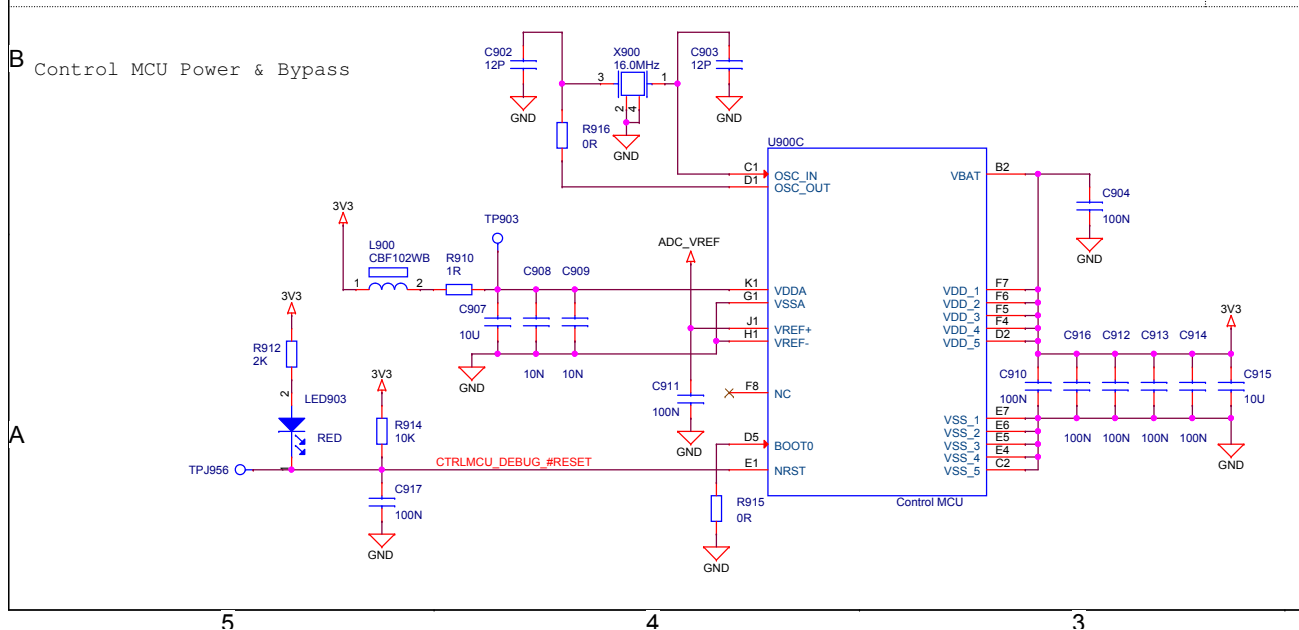 B
Control MCU Power & Bypass
C902
12P
GND
X900
16.0MHz
3
1
2
4
GND
C903
12P
GND
R916
0R
U900C
C1
OSC_IN
D1
OSC_OUT
VBAT
B2
C904
100N
GND
3V3
L900
CBF102WB
1
2
R910
1R
TP903
C908
C909
C907
10U
10N
10N
GND
ADC_VREF
K1
VDDA
G1
VSSA
J1
VREF+
H1
VREF-
C911
100N
GND
F8
NC
D5
BOOT0
E1
NRST
VDD_1
F7
VDD_2
F6
VDD_3
F5
VDD_4
F4
VDD_5
D2
3V3
C916
C912
C913
C914
C910
100N
C915
10U
VSS_1
E7
VSS_2
E6
VSS_3
E5
VSS_4
E4
VSS_5
C2
100N
100N
100N
100N
GND
3V3
R912
2K
2
LED903
RED
3V3
R914
10K
A
TPJ956
CTRLMCU_DEBUG_#RESET
C917
100N
GND
R915
0R
GND
Control MCU
5
4
3